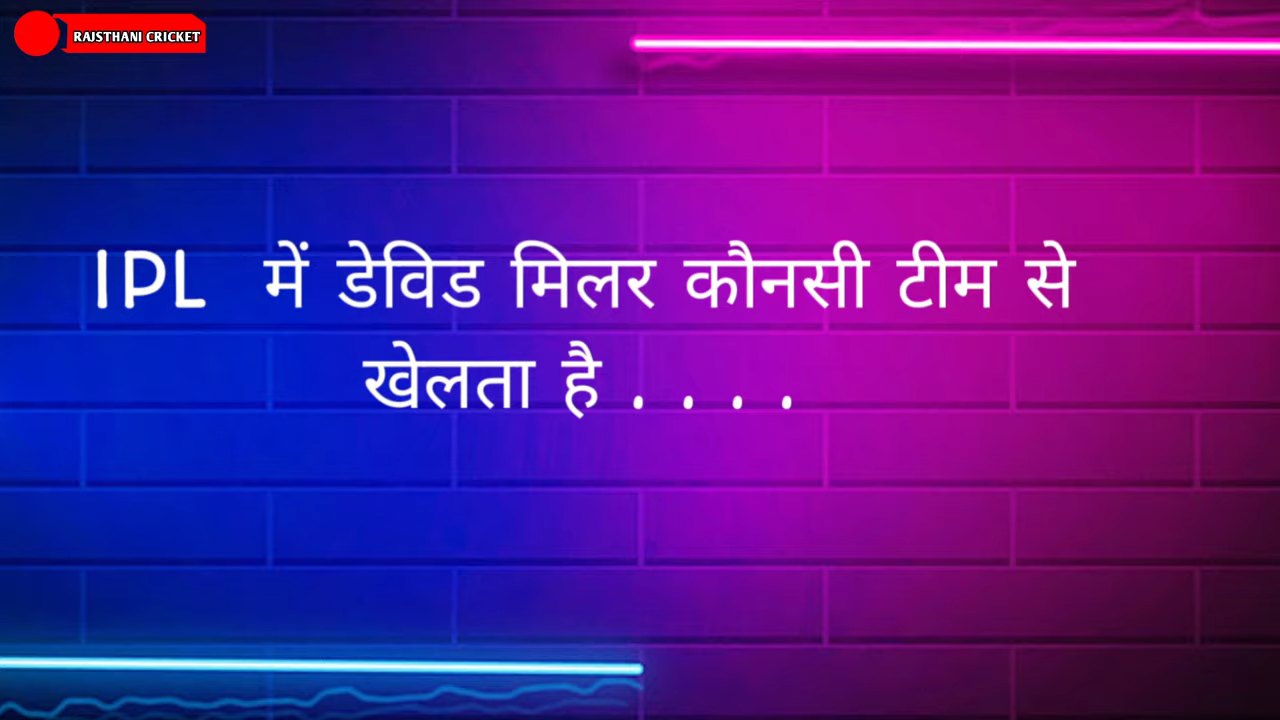 RAJSTHANI CRICKET
IPL में डेविड मिलर कौनसी टीम से
खेलता है . . . .